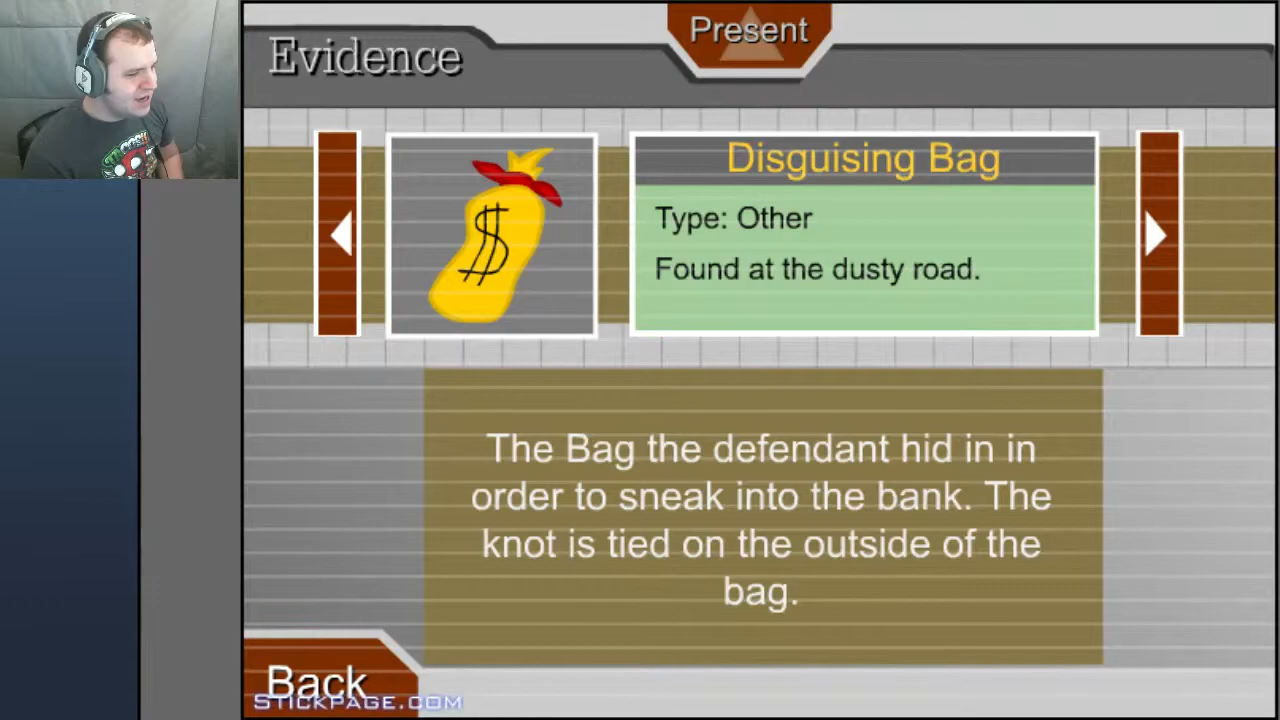 Present
Evidence
Disguising Bag
Type: Other
Found at the dusty road.
$
The Bag the defendant hid in in
order to sneak into the bank. The
knot is tied on the outside of the
bag.
Back
STICKPAGE.COM